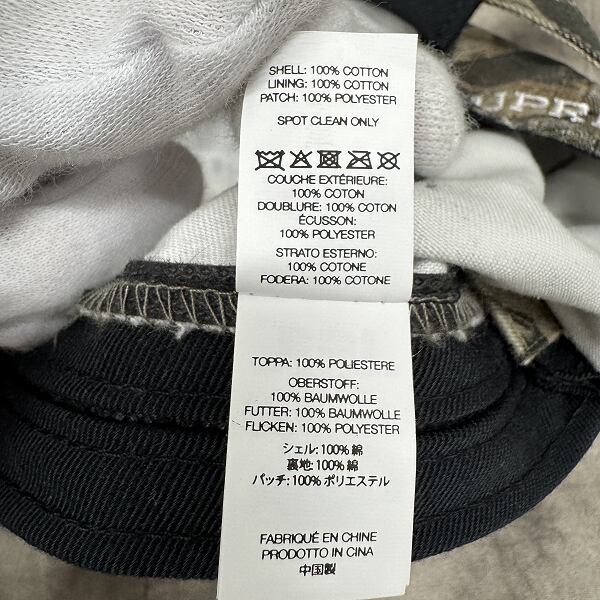 SHELL: 100% COTTON
LINING: 100% COTTON
PATCH: 100% POLYESTER
SPOT CLEAN ONLY
COUCHE EXTÉRIEURE:
100% COTON
DOUBLURE: 100% COTON
ÉCUSSON:
100% POLYESTER
STRATO ESTERNO:
100% COTONE
FODERA: 100% COTONE
TOPPA: 100% POLIESTERE
OBERSTOFF:
100% BAUMWOLLE
FUTTER: 100% BAUMWOLLE
FLICKEN: 100% POLYESTER
シェル: 100% 綿
裏地: 100% 綿
パッチ: 100% ポリエステル
FABRIQUÉ EN CHINE
PRODOTTO IN CINA
中国製